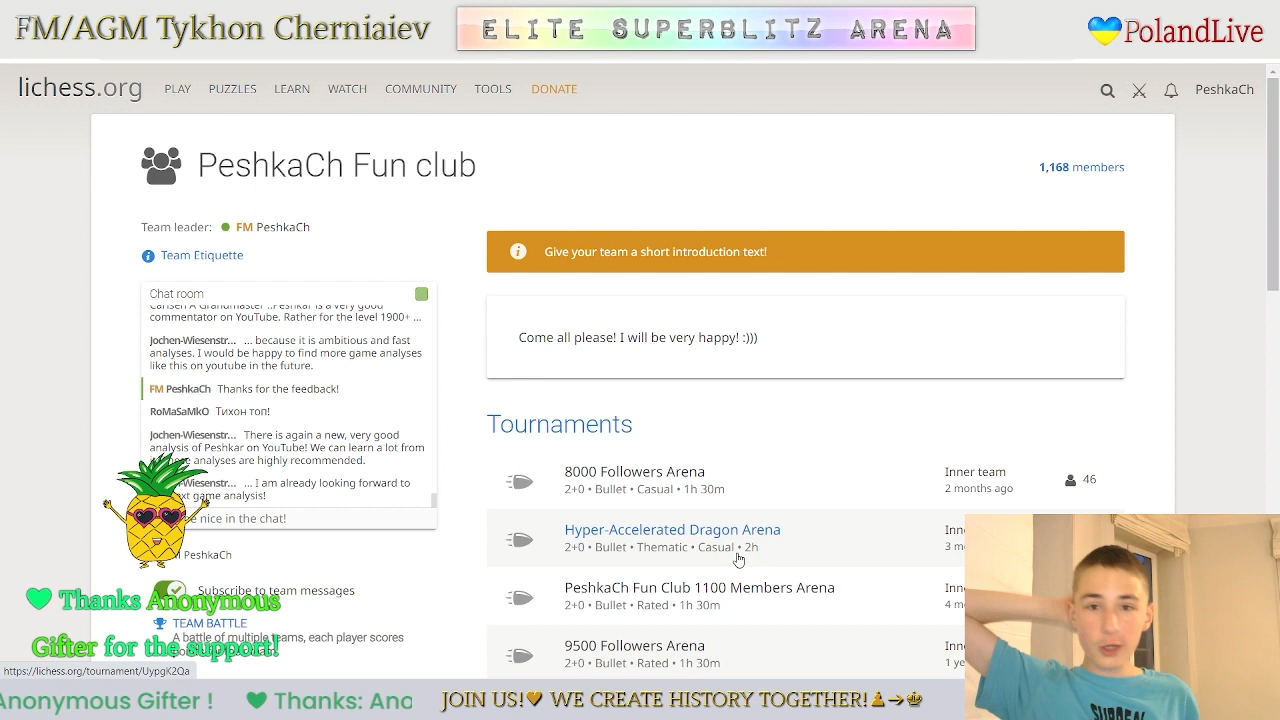 FM/AGM Tykhon Cherniaiev
ELITE SUPERBLITZ ARENA
PolandLive
lichess.org
PLAY PUZZLES LEARN WATCH COMMUNITY TOOLS DONATE
PeshkaCh
PeshkaCh Fun club
1,168 members
Team leader: FM PeshkaCh
Team Etiquette
Give your team a short introduction text!
Come all please! I will be very happy! :)))
Chat room
commentator on YouTube. Rather for the level 1900+ ...
Jochen-Wiesenstr... ... because it is ambitious and fast
analyses. I would be happy to find more game analyses
like this on youtube in the future.
FM PeshkaCh Thanks for the feedback!
RoMaSaMkO Тихон топ!
Jochen-Wiesenstr... There is again a new, very good
analysis of Peshkar on YouTube! We can learn a lot from
analyses are highly recommended.
I am already looking forward to
game analysis!
nice in the chat!
PeshkaCh
Subscribe to team messages
TEAM BATTLE
A battle of multiple teams, each player scores
Thanks Anonymous
Gifter for the support!
Tournaments
8000 Followers Arena
2+0 • Bullet • Casual • 1h 30m
Inner team
2 months ago
46
Hyper-Accelerated Dragon Arena
2+0 • Bullet • Thematic • Casual • 2h
PeshkaCh Fun Club 1100 Members Arena
2+0 • Bullet • Rated • 1h 30m
9500 Followers Arena
2+0 • Bullet • Rated • 1h 30m
https://lichess.org/tournament/UypgK2Qa
Anonymous Gifter ! Thanks:
JOIN US! WE CREATE HISTORY TOGETHER!